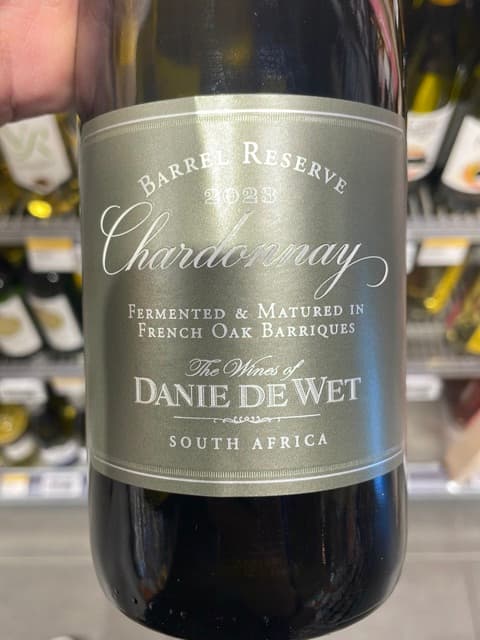 BARREL RESERVE
2023
Chardonnay
FERMENTED & MATURED IN
FRENCH OAK BARRIQUES
The Wines of
DANIE DE WET
SOUTH AFRICA